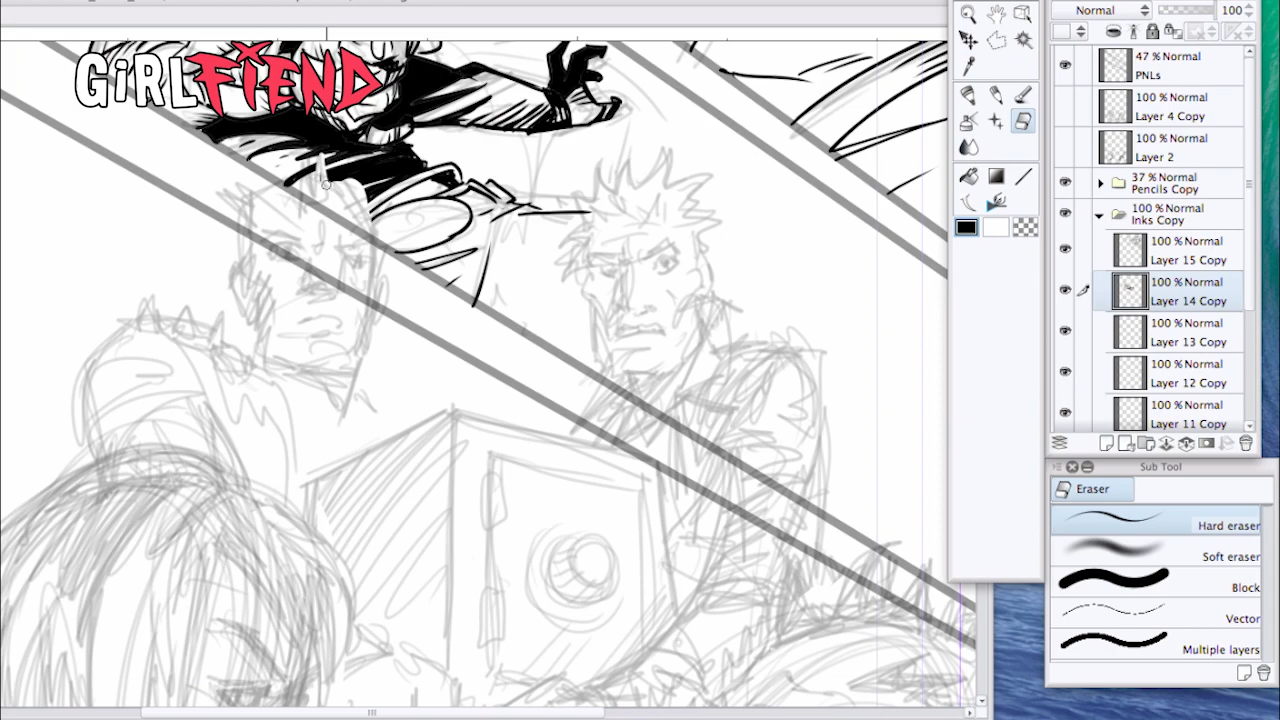 GiRL FiEND
Normal 100
47 %Normal
PNLs
100 %Normal
Layer 4 Copy
100 %Normal
Layer 2
37 %Normal
Pencils Copy
100 %Normal
Inks Copy
100 %Normal
Layer 15 Copy
100 %Normal
Layer 14 Copy
100 %Normal
Layer 13 Copy
100 %Normal
Layer 12 Copy
100 %Normal
Layer 11 Copy
Sub Tool
Eraser
Hard eraser
Soft eraser
Block
Vector
Multiple layers